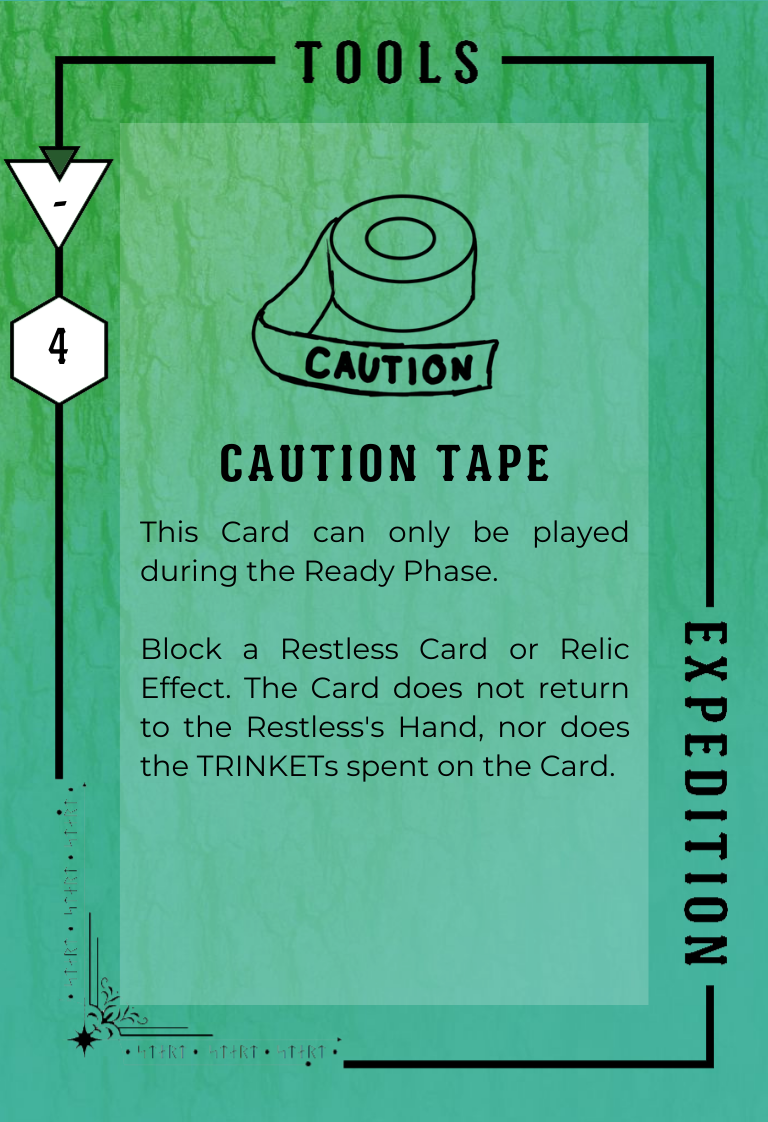 TOOLS
-
4
CAUTION
CAUTION TAPE
This Card can only be played
during the Ready Phase.
Block a Restless Card or Relic
Effect. The Card does not return
to the Restless's Hand, nor does
the TRINKETs spent on the Card.
EXPEDITION